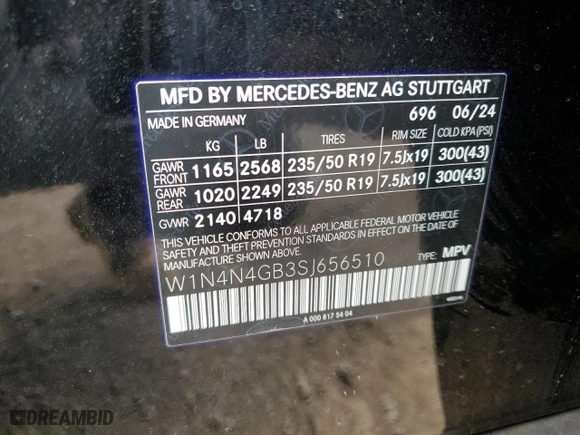 MFD BY MERCEDES-BENZ AG STUTTGART
MADE IN GERMANY 696 06/24
KG LB TIRES RIM SIZE COLD KPA (PSI)
GAWR FRONT 1165 2568 235/50 R19 7.5Jx19 300(43)
GAWR REAR 1020 2249 235/50 R19 7.5Jx19 300(43)
GVWR 2140 4718
THIS VEHICLE CONFORMS TO ALL APPLICABLE FEDERAL MOTOR VEHICLE
SAFETY AND THEFT PREVENTION STANDARDS IN EFFECT ON THE DATE OF
MANUFACTURE SHOWN ABOVE.
W1N4N4GB3SJ656510 TYPE: MPV
A 000 817 54 04
DREAMBID